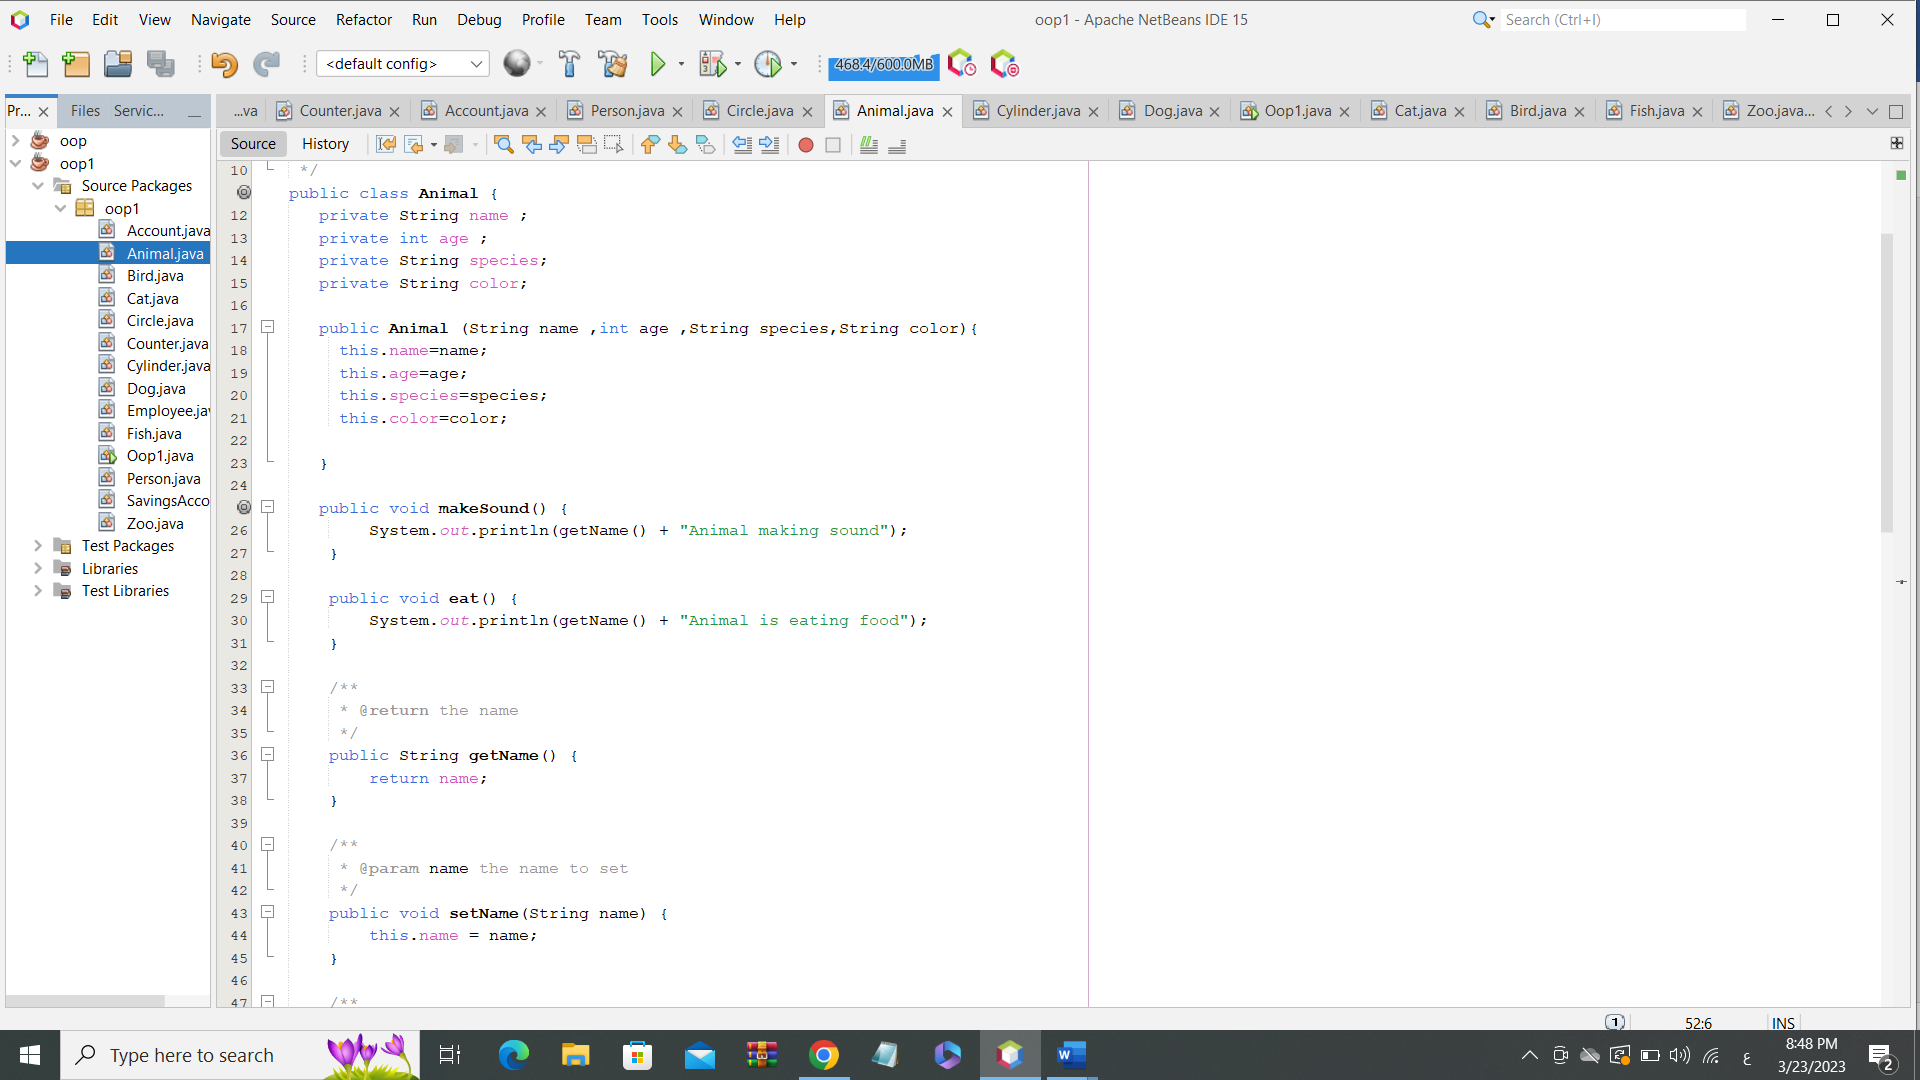 File Edit View Navigate Source Refactor Run Debug Profile Team Tools Window Help
oop1 - Apache NetBeans IDE 15
Search (Ctrl+I)
<default config>
468.4/600.0MB
Pr... Files Servic...
...va Counter.java Account.java Person.java Circle.java Animal.java Cylinder.java Dog.java Oop1.java Cat.java Bird.java Fish.java Zoo.java...
Source History
oop
oop1
Source Packages
oop1
Account.java
Animal.java
Bird.java
Cat.java
Circle.java
Counter.java
Cylinder.java
Dog.java
Employee.jav
Fish.java
Oop1.java
Person.java
SavingsAcco
Zoo.java
Test Packages
Libraries
Test Libraries
10 */
public class Animal {
12 private String name ;
13 private int age ;
14 private String species;
15 private String color;
16
17 public Animal (String name ,int age ,String species,String color){
18 this.name=name;
19 this.age=age;
20 this.species=species;
21 this.color=color;
22
23 }
24
public void makeSound() {
26 System.out.println(getName() + "Animal making sound");
27 }
28
29 public void eat() {
30 System.out.println(getName() + "Animal is eating food");
31 }
32
33 /**
34 * @return the name
35 */
36 public String getName() {
37 return name;
38 }
39
40 /**
41 * @param name the name to set
42 */
43 public void setName(String name) {
44 this.name = name;
45 }
46
47 /**
1 52:6 INS
Type here to search
ع
8:48 PM
3/23/2023
2